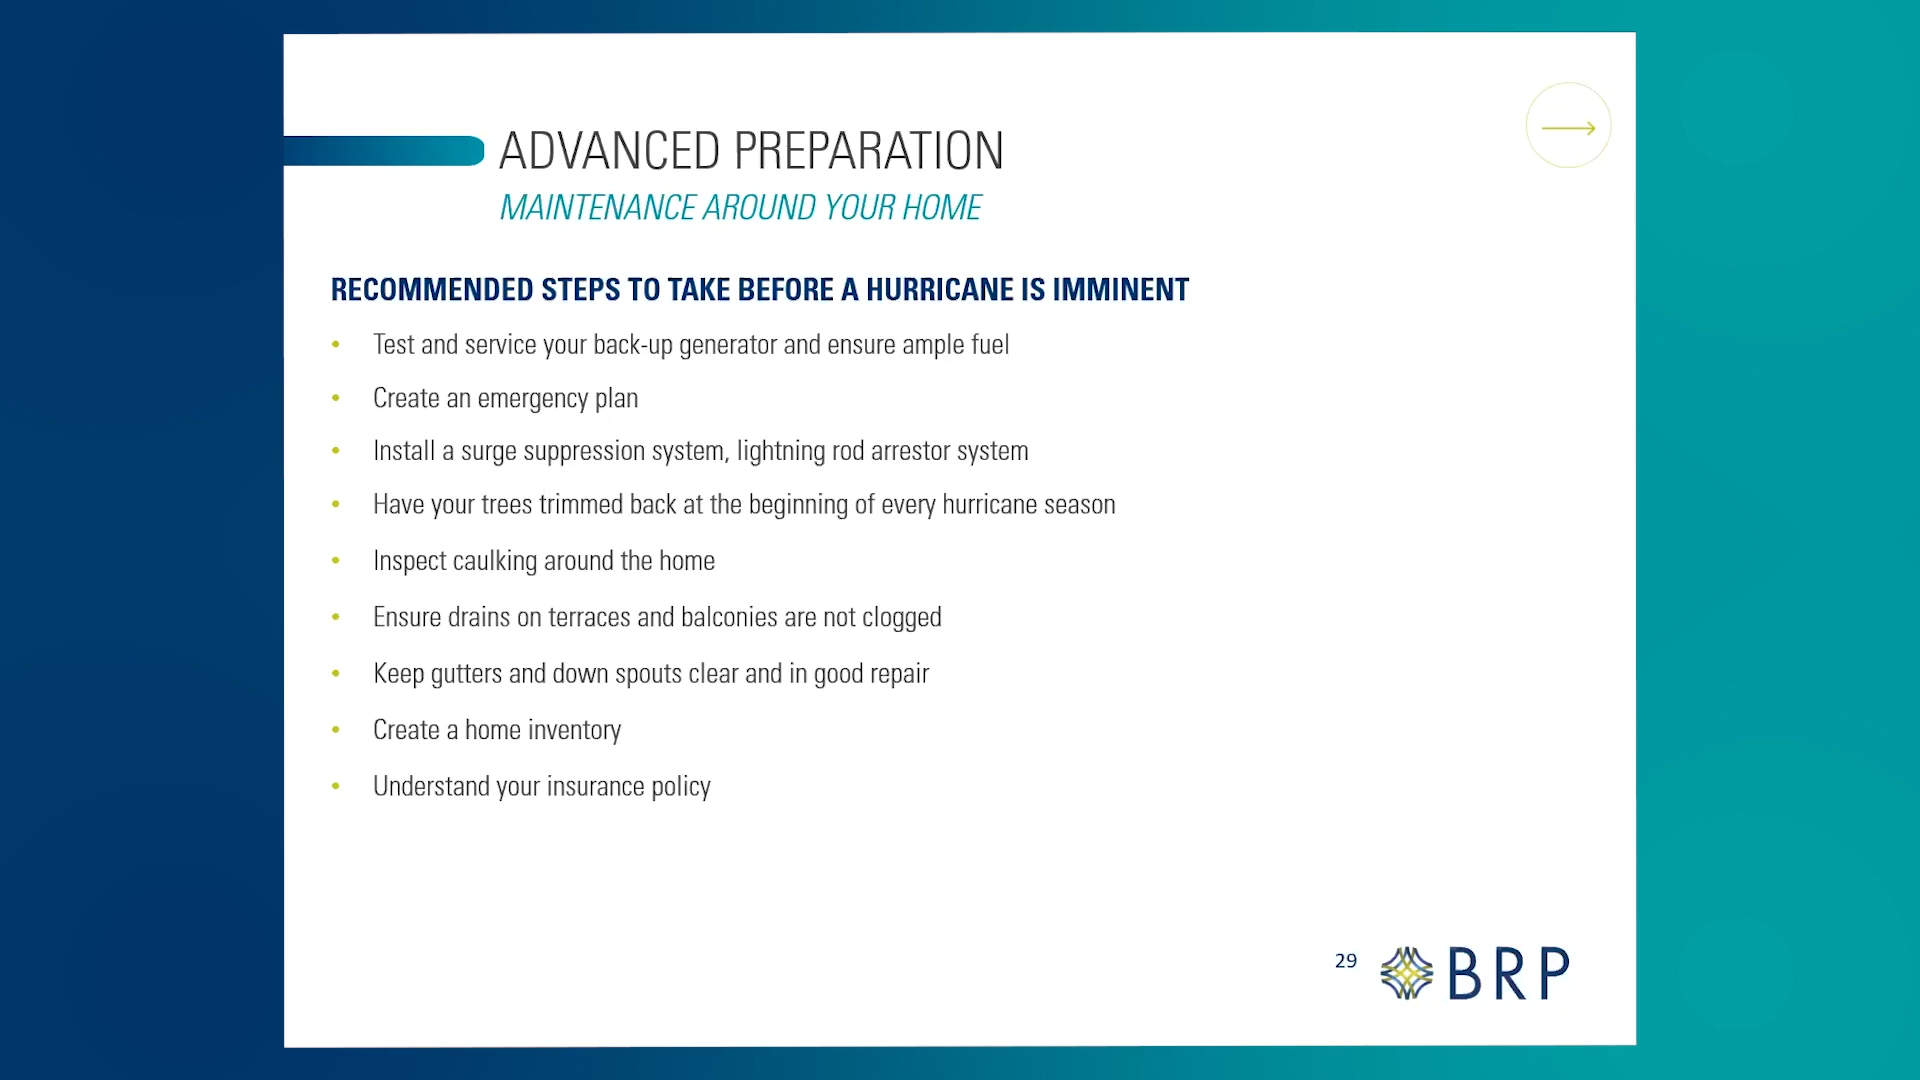 ADVANCED PREPARATION
MAINTENANCE AROUND YOUR HOME
RECOMMENDED STEPS TO TAKE BEFORE A HURRICANE IS IMMINENT
• Test and service your back-up generator and ensure ample fuel
• Create an emergency plan
• Install a surge suppression system, lightning rod arrestor system
• Have your trees trimmed back at the beginning of every hurricane season
• Inspect caulking around the home
• Ensure drains on terraces and balconies are not clogged
• Keep gutters and down spouts clear and in good repair
• Create a home inventory
• Understand your insurance policy
29
BRP